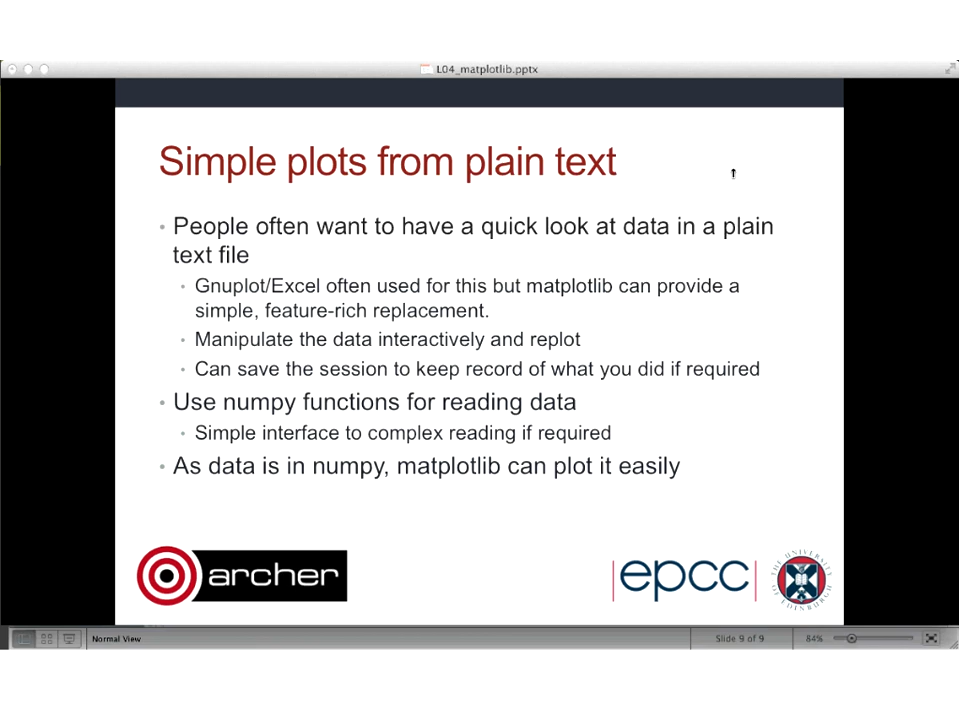 L04_matplotlib.pptx
Simple plots from plain text
• People often want to have a quick look at data in a plain
text file
• Gnuplot/Excel often used for this but matplotlib can provide a
simple, feature-rich replacement.
• Manipulate the data interactively and replot
• Can save the session to keep record of what you did if required
• Use numpy functions for reading data
• Simple interface to complex reading if required
• As data is in numpy, matplotlib can plot it easily
archer
epcc
THE UNIVERSITY OF EDINBURGH
Normal View
Slide 9 of 9
84%